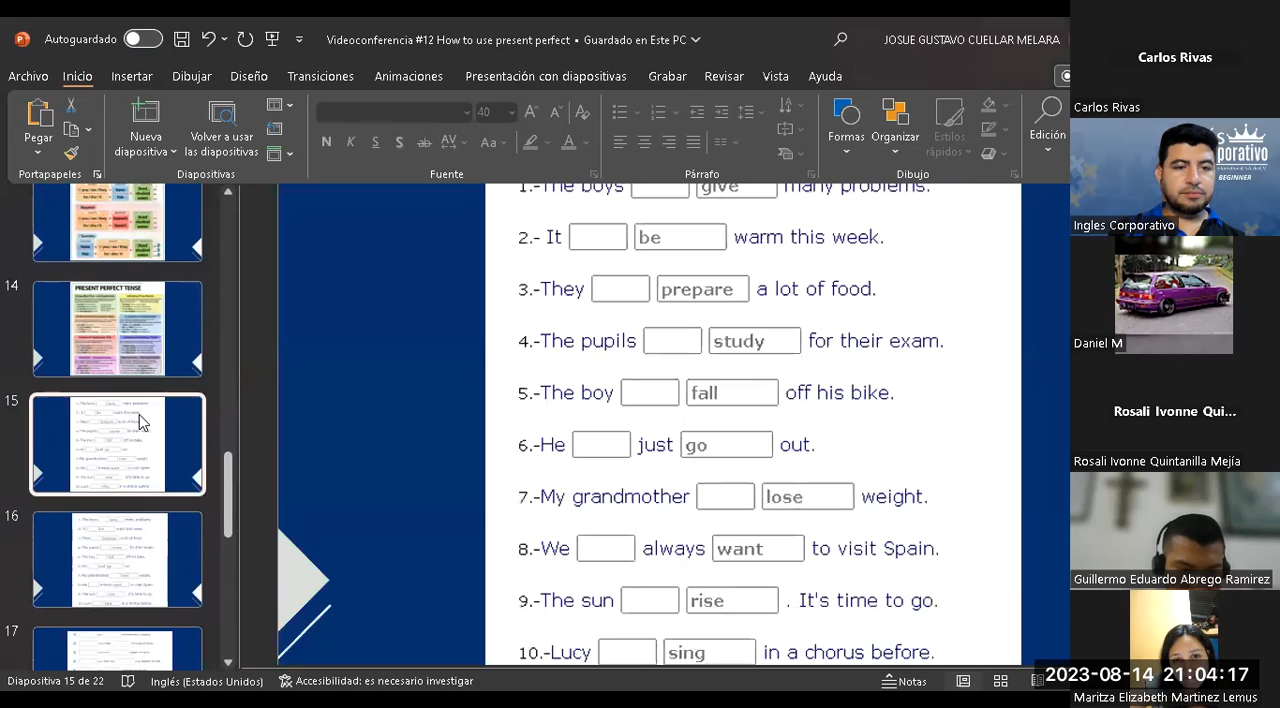 Autoguardado
Videoconferencia #12 How to use present perfect • Guardado en Este PC
JOSUE GUSTAVO CUELLAR MELARA
Archivo Inicio Insertar Dibujar Diseño Transiciones Animaciones Presentación con diapositivas Grabar Revisar Vista Ayuda
Pegar
Nueva diapositiva
Volver a usar las diapositivas
40
Formas
Organizar
Estilos rápidos
Edición
Portapapeles
Diapositivas
Fuente
Párrafo
Dibujo
14
PRESENT PERFECT TENSE
15
16
17
1.-The boys give many problems.
2.-It be warm this week.
3.-They prepare a lot of food.
4.-The pupils study for their exam.
5.-The boy fall off his bike.
6.-He just go out.
7.-My grandmother lose weight.
8.-We always want to visit Spain.
9.-The sun rise . It's time to go.
10.-Lucy sing in a chorus before.
Diapositiva 15 de 22
Inglés (Estados Unidos)
Accesibilidad: es necesario investigar
Notas
Carlos Rivas
Carlos Rivas
porativo
BEGINNER
Ingles Corporativo
Daniel M
Rosali Ivonne Qui...
Rosali Ivonne Quintanilla Mejía
Guillermo Eduardo Abrego Ramirez
2023-08-14 21:04:17
Maritza Elizabeth Martinez Lemus